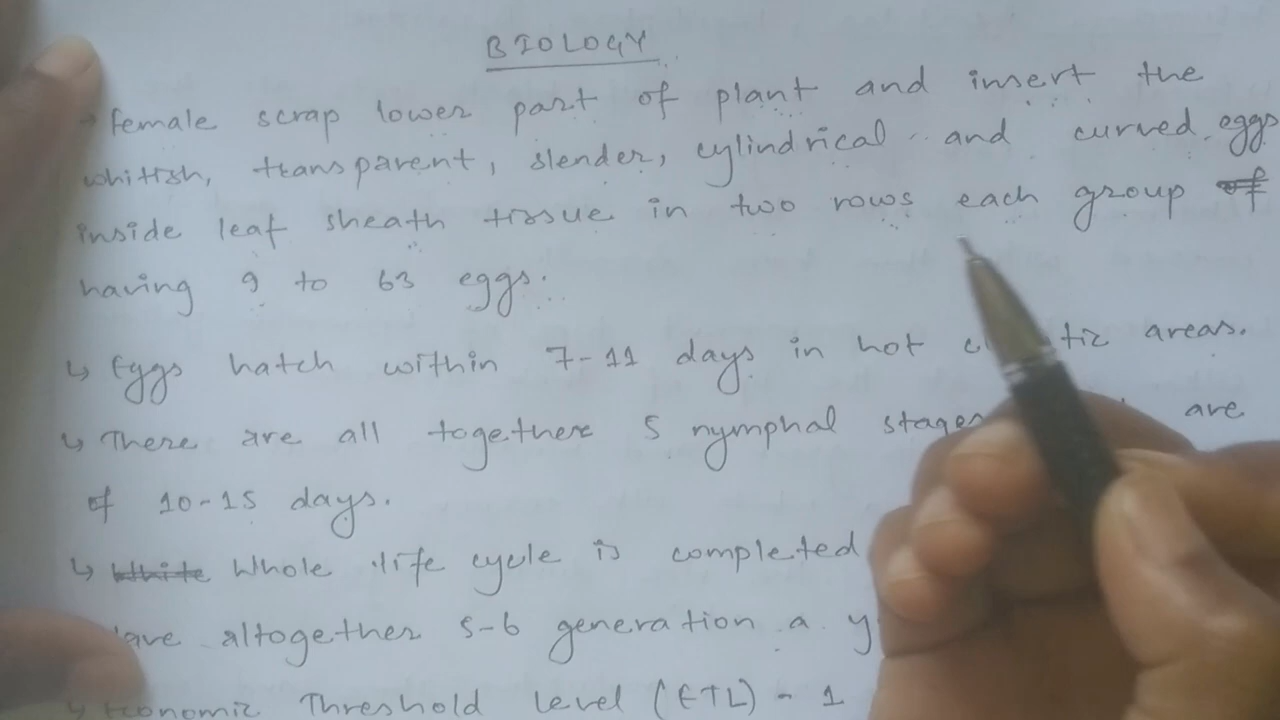 BIOLOGY
female scrap lower part of plant and insert the
whitish, transparent, slender, cylindrical and curved eggs
inside leaf sheath tissue in two rows each group of
having 9 to 63 eggs.
↳ Eggs hatch within 7-11 days in hot areas.
↳ There are all together 5 nymphal stages are
of 10-15 days.
↳ White Whole life cycle is completed
altogether 5-6 generation a
↳ Economic Threshold Level (ETL) - 1